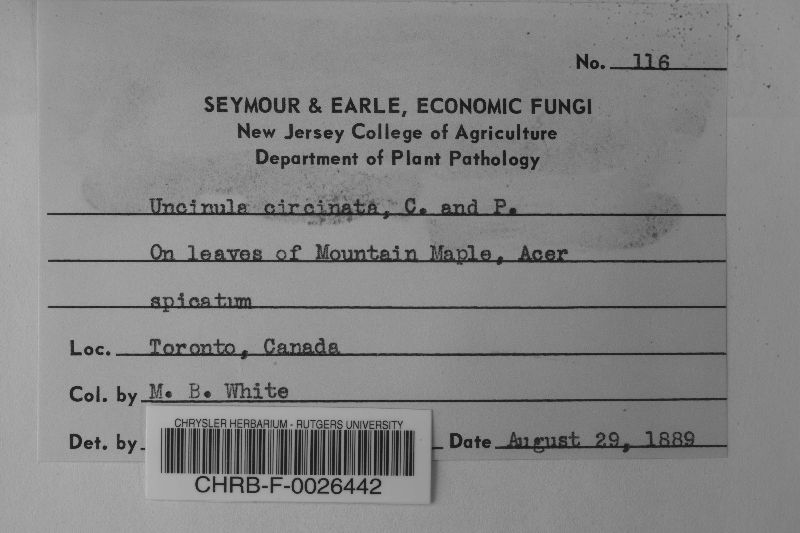 No. 116
SEYMOUR & EARLE, ECONOMIC FUNGI
New Jersey College of Agriculture
Department of Plant Pathology
Uncinula circinata, C. and P.
On leaves of Mountain Maple, Acer
spicatum
Loc. Toronto, Canada
Col. by M. B. White
Det. by
Date August 29, 1889
CHRYSLER HERBARIUM - RUTGERS UNIVERSITY
CHRB-F-0026442